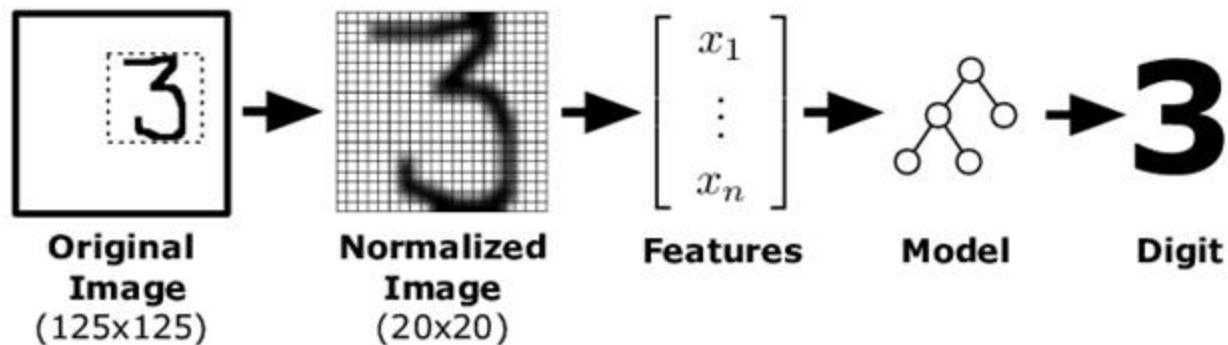 3
3
x₁
⋮
xₙ
3
Original
Image
(125x125)
Normalized
Image
(20x20)
Features
Model
Digit